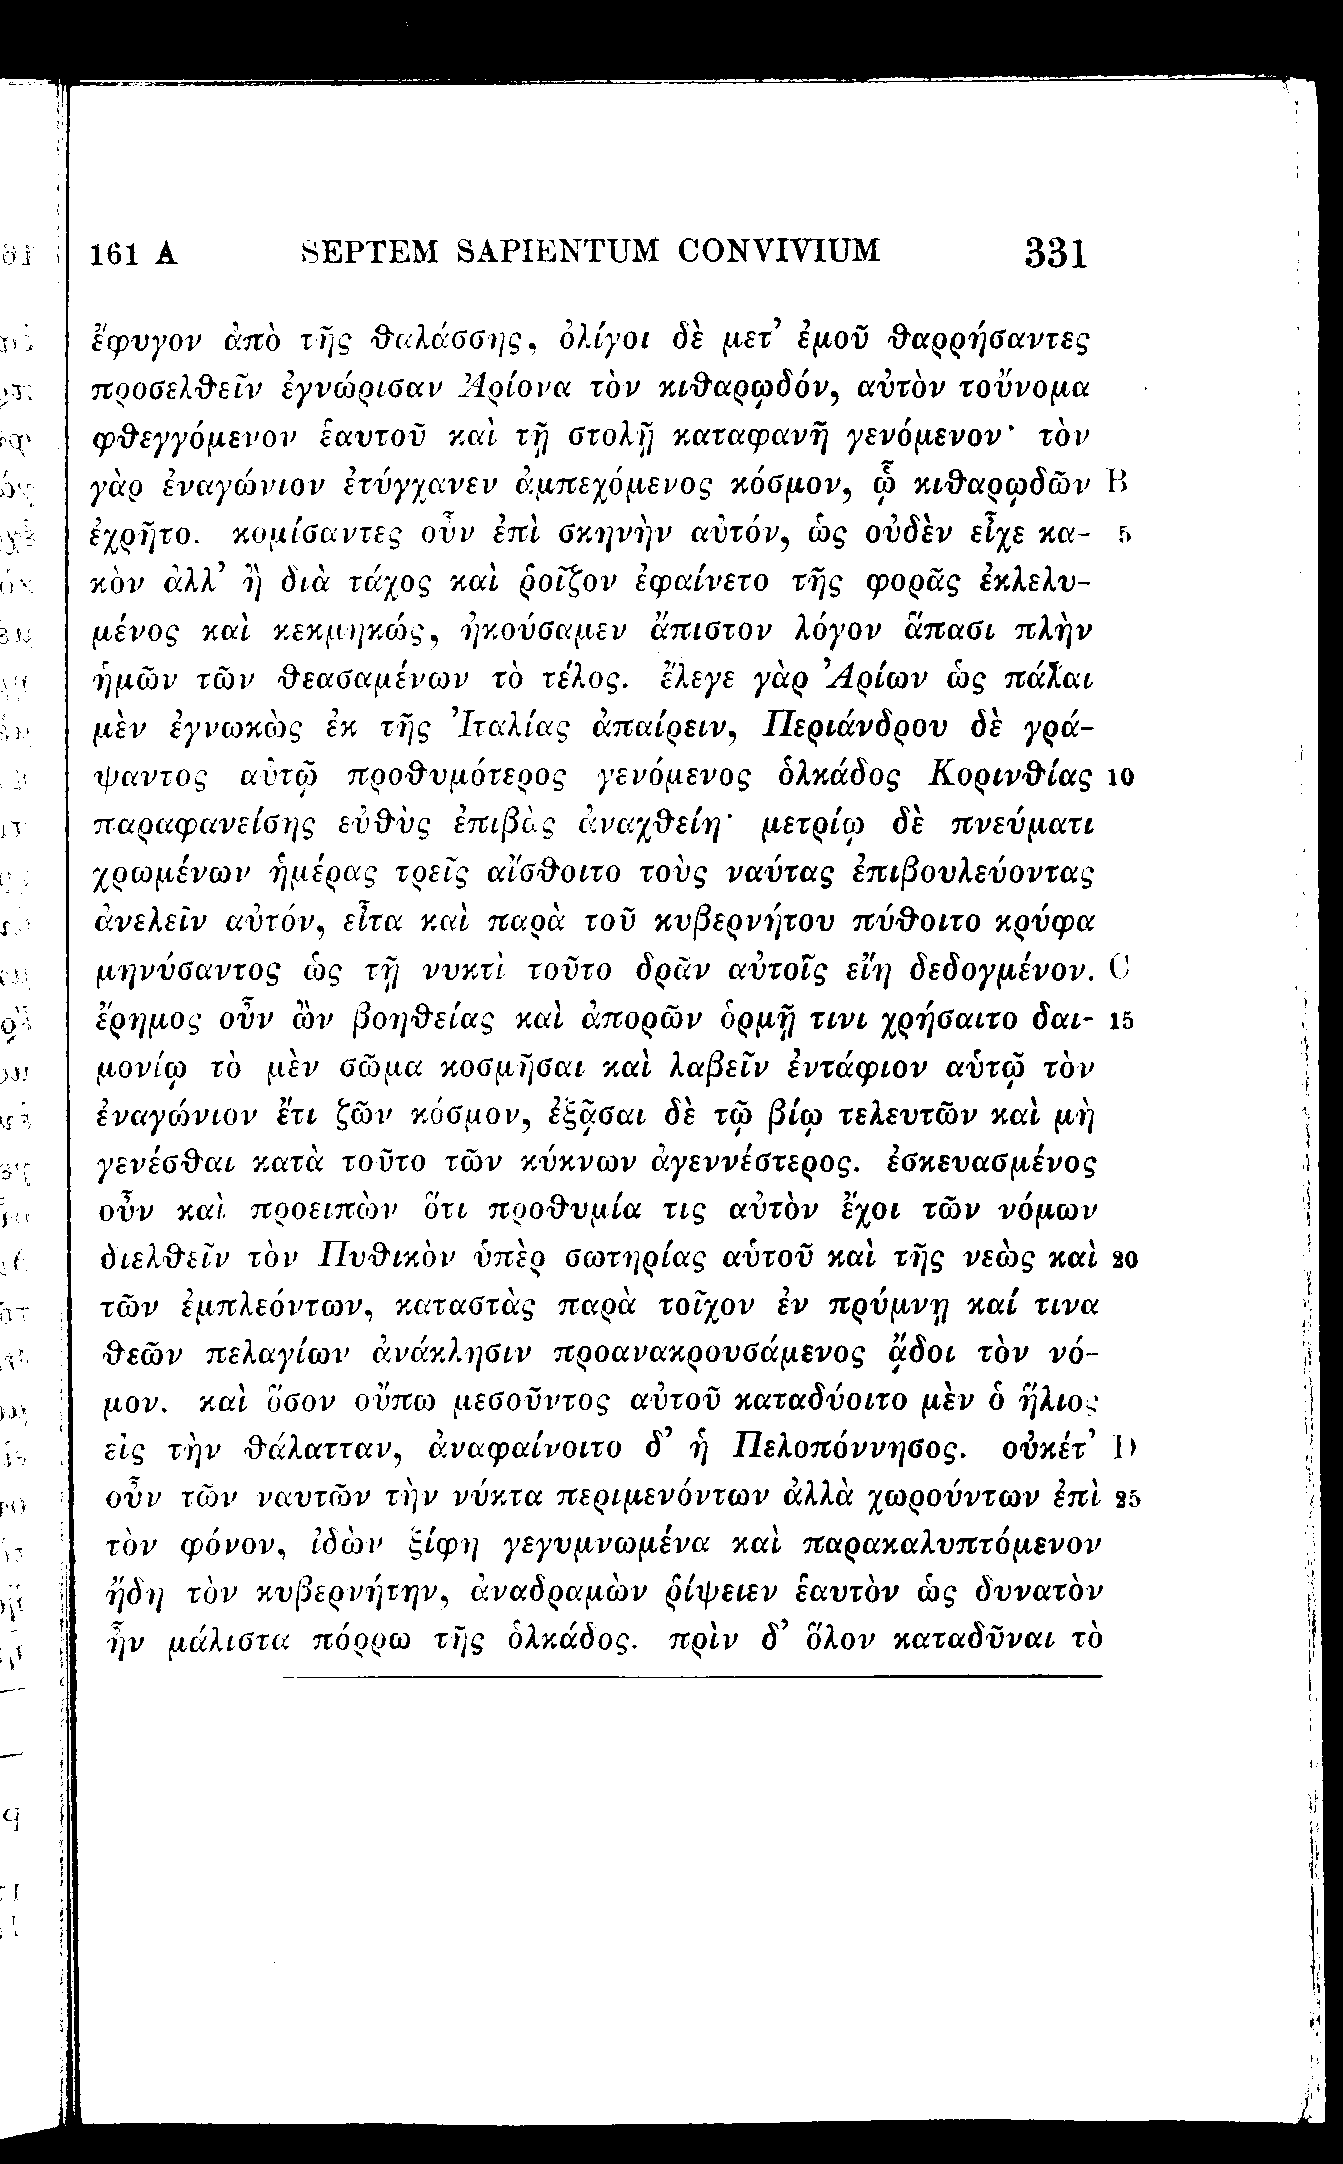 161 A SEPTEM SAPIENTUM CONVIVIUM 331
ἔφυγον ἀπὸ τῆς θαλάσσης, ὀλίγοι δὲ μετ’ ἐμοῦ θαρρήσαντες
προσελθεῖν ἐγνώρισαν Ἀρίονα τὸν κιθαρῳδόν, αὐτὸν τοὔνομα
φθεγγόμενον ἑαυτοῦ καὶ τῇ στολῇ καταφανῆ γενόμενον· τὸν
γὰρ ἐναγώνιον ἐτύγχανεν ἀμπεχόμενος κόσμον, ᾧ κιθαρῳδῶν B
ἐχρῆτο. κομίσαντες οὖν ἐπὶ σκηνὴν αὐτόν, ὡς οὐδὲν εἶχε κα- 5
κὸν ἀλλ’ ἢ διὰ τάχος καὶ ῥοῖζον ἐφαίνετο τῆς φορᾶς ἐκλελυ-
μένος καὶ κεκμηκώς, ἠκούσαμεν ἄπιστον λόγον ἅπασι πλὴν
ἡμῶν τῶν θεασαμένων τὸ τέλος. ἔλεγε γὰρ Ἀρίων ὡς πάλαι
μὲν ἐγνωκὼς ἐκ τῆς Ἰταλίας ἀπαίρειν, Περιάνδρου δὲ γρά-
ψαντος αὐτῷ προθυμότερος γενόμενος ὁλκάδος Κορινθίας 10
παραφανείσης εὐθὺς ἐπιβὰς ἀναχθείη· μετρίῳ δὲ πνεύματι
χρωμένων ἡμέρας τρεῖς αἴσθοιτο τοὺς ναύτας ἐπιβουλεύοντας
ἀνελεῖν αὐτόν, εἶτα καὶ παρὰ τοῦ κυβερνήτου πύθοιτο κρύφα
μηνύσαντος ὡς τῇ νυκτὶ τοῦτο δρᾶν αὐτοῖς εἴη δεδογμένον. C
ἔρημος οὖν ὢν βοηθείας καὶ ἀπορῶν ὁρμῇ τινι χρήσαιτο δαι- 15
μονίῳ τὸ μὲν σῶμα κοσμῆσαι καὶ λαβεῖν ἐντάφιον αὑτῷ τὸν
ἐναγώνιον ἔτι ζῶν κόσμον, ἐξᾷσαι δὲ τῷ βίῳ τελευτῶν καὶ μὴ
γενέσθαι κατὰ τοῦτο τῶν κύκνων ἀγεννέστερος. ἐσκευασμένος
οὖν καὶ προειπὼν ὅτι προθυμία τις αὐτὸν ἔχοι τῶν νόμων
διελθεῖν τὸν Πυθικὸν ὑπὲρ σωτηρίας αὑτοῦ καὶ τῆς νεὼς καὶ 20
τῶν ἐμπλεόντων, καταστὰς παρὰ τοῖχον ἐν πρύμνῃ καί τινα
θεῶν πελαγίων ἀνάκλησιν προανακρουσάμενος ᾄδοι τὸν νό-
μον. καὶ ὅσον οὔπω μεσοῦντος αὐτοῦ καταδύοιτο μὲν ὁ ἥλιος
εἰς τὴν θάλατταν, ἀναφαίνοιτο δ’ ἡ Πελοπόννησος. οὐκέτ’ D
οὖν τῶν ναυτῶν τὴν νύκτα περιμενόντων ἀλλὰ χωρούντων ἐπὶ 25
τὸν φόνον, ἰδὼν ξίφη γεγυμνωμένα καὶ παρακαλυπτόμενον
ἤδη τὸν κυβερνήτην, ἀναδραμὼν ῥίψειεν ἑαυτὸν ὡς δυνατὸν
ἦν μάλιστα πόρρω τῆς ὁλκάδος. πρὶν δ’ ὅλον καταδῦναι τὸ